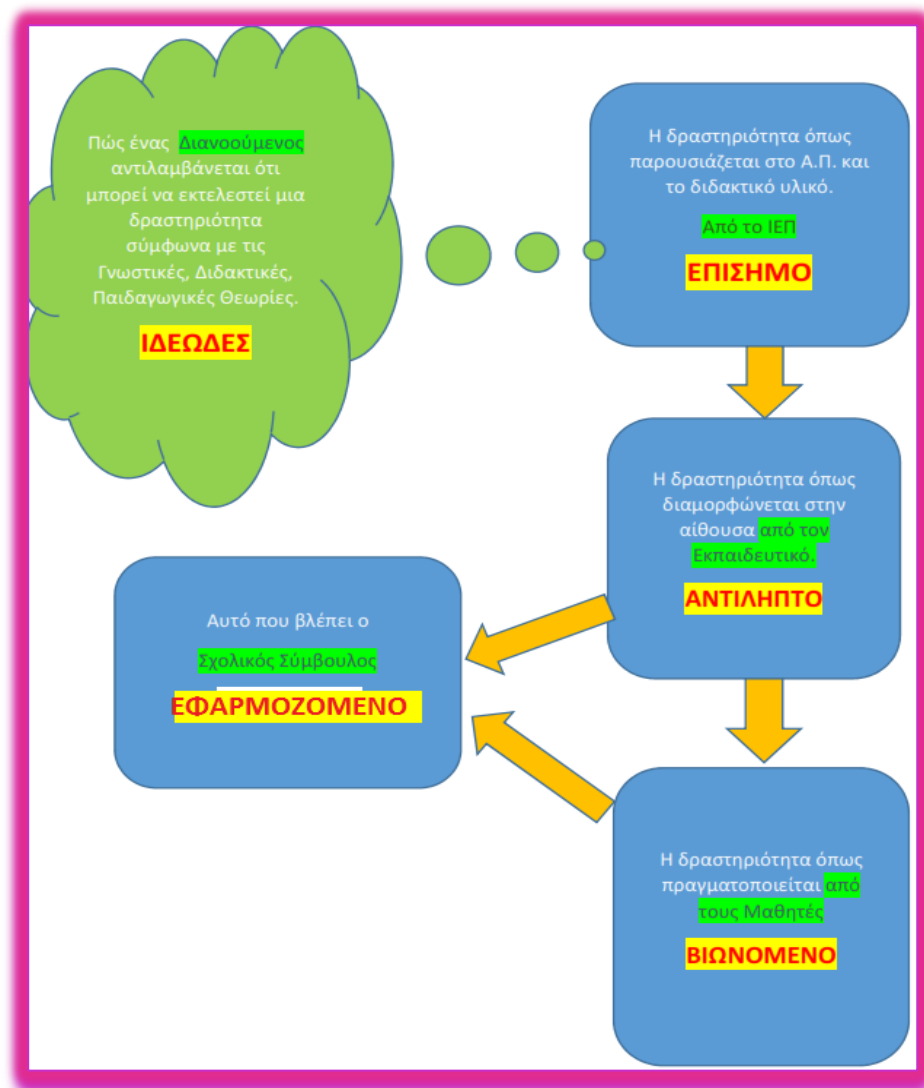 Πώς ένας Διανοούμενος
αντιλαμβάνεται ότι
μπορεί να εκτελεστεί μια
δραστηριότητα
σύμφωνα με τις
Γνωστικές, Διδακτικές,
Παιδαγωγικές Θεωρίες.
ΙΔΕΩΔΕΣ
Η δραστηριότητα όπως
παρουσιάζεται στο Α.Π. και
το διδακτικό υλικό.
Από το ΙΕΠ
ΕΠΙΣΗΜΟ
Η δραστηριότητα όπως
διαμορφώνεται στην
αίθουσα από τον
Εκπαιδευτικό.
ΑΝΤΙΛΗΠΤΟ
Αυτό που βλέπει ο
Σχολικός Σύμβουλος
ΕΦΑΡΜΟΖΟΜΕΝΟ
Η δραστηριότητα όπως
πραγματοποιείται από
τους Μαθητές
ΒΙΩΝΟΜΕΝΟ